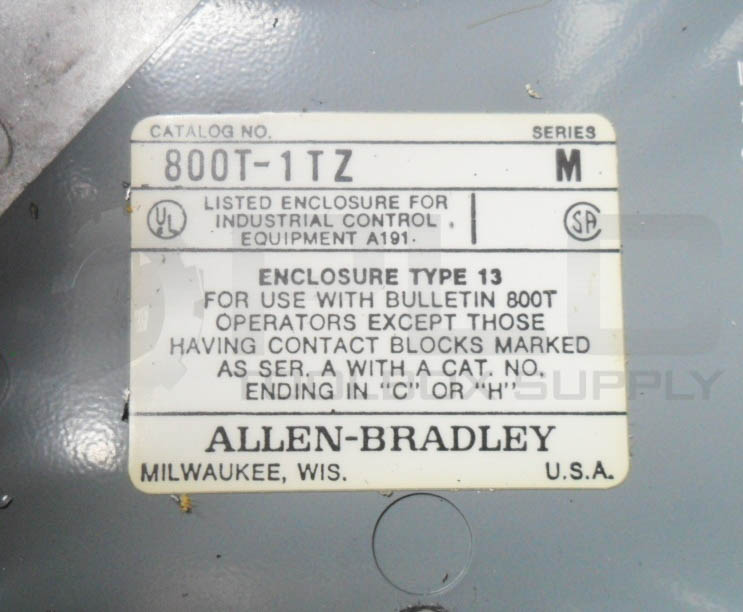 CATALOG NO. SERIES
800T-1TZ M
UL LISTED ENCLOSURE FOR
INDUSTRIAL CONTROL
EQUIPMENT A191.
SA
ENCLOSURE TYPE 13
FOR USE WITH BULLETIN 800T
OPERATORS EXCEPT THOSE
HAVING CONTACT BLOCKS MARKED
AS SER. A WITH A CAT. NO.
ENDING IN "C" OR "H"
ALLEN-BRADLEY
MILWAUKEE, WIS. U.S.A.
PLC
TOOLBOX SUPPLY